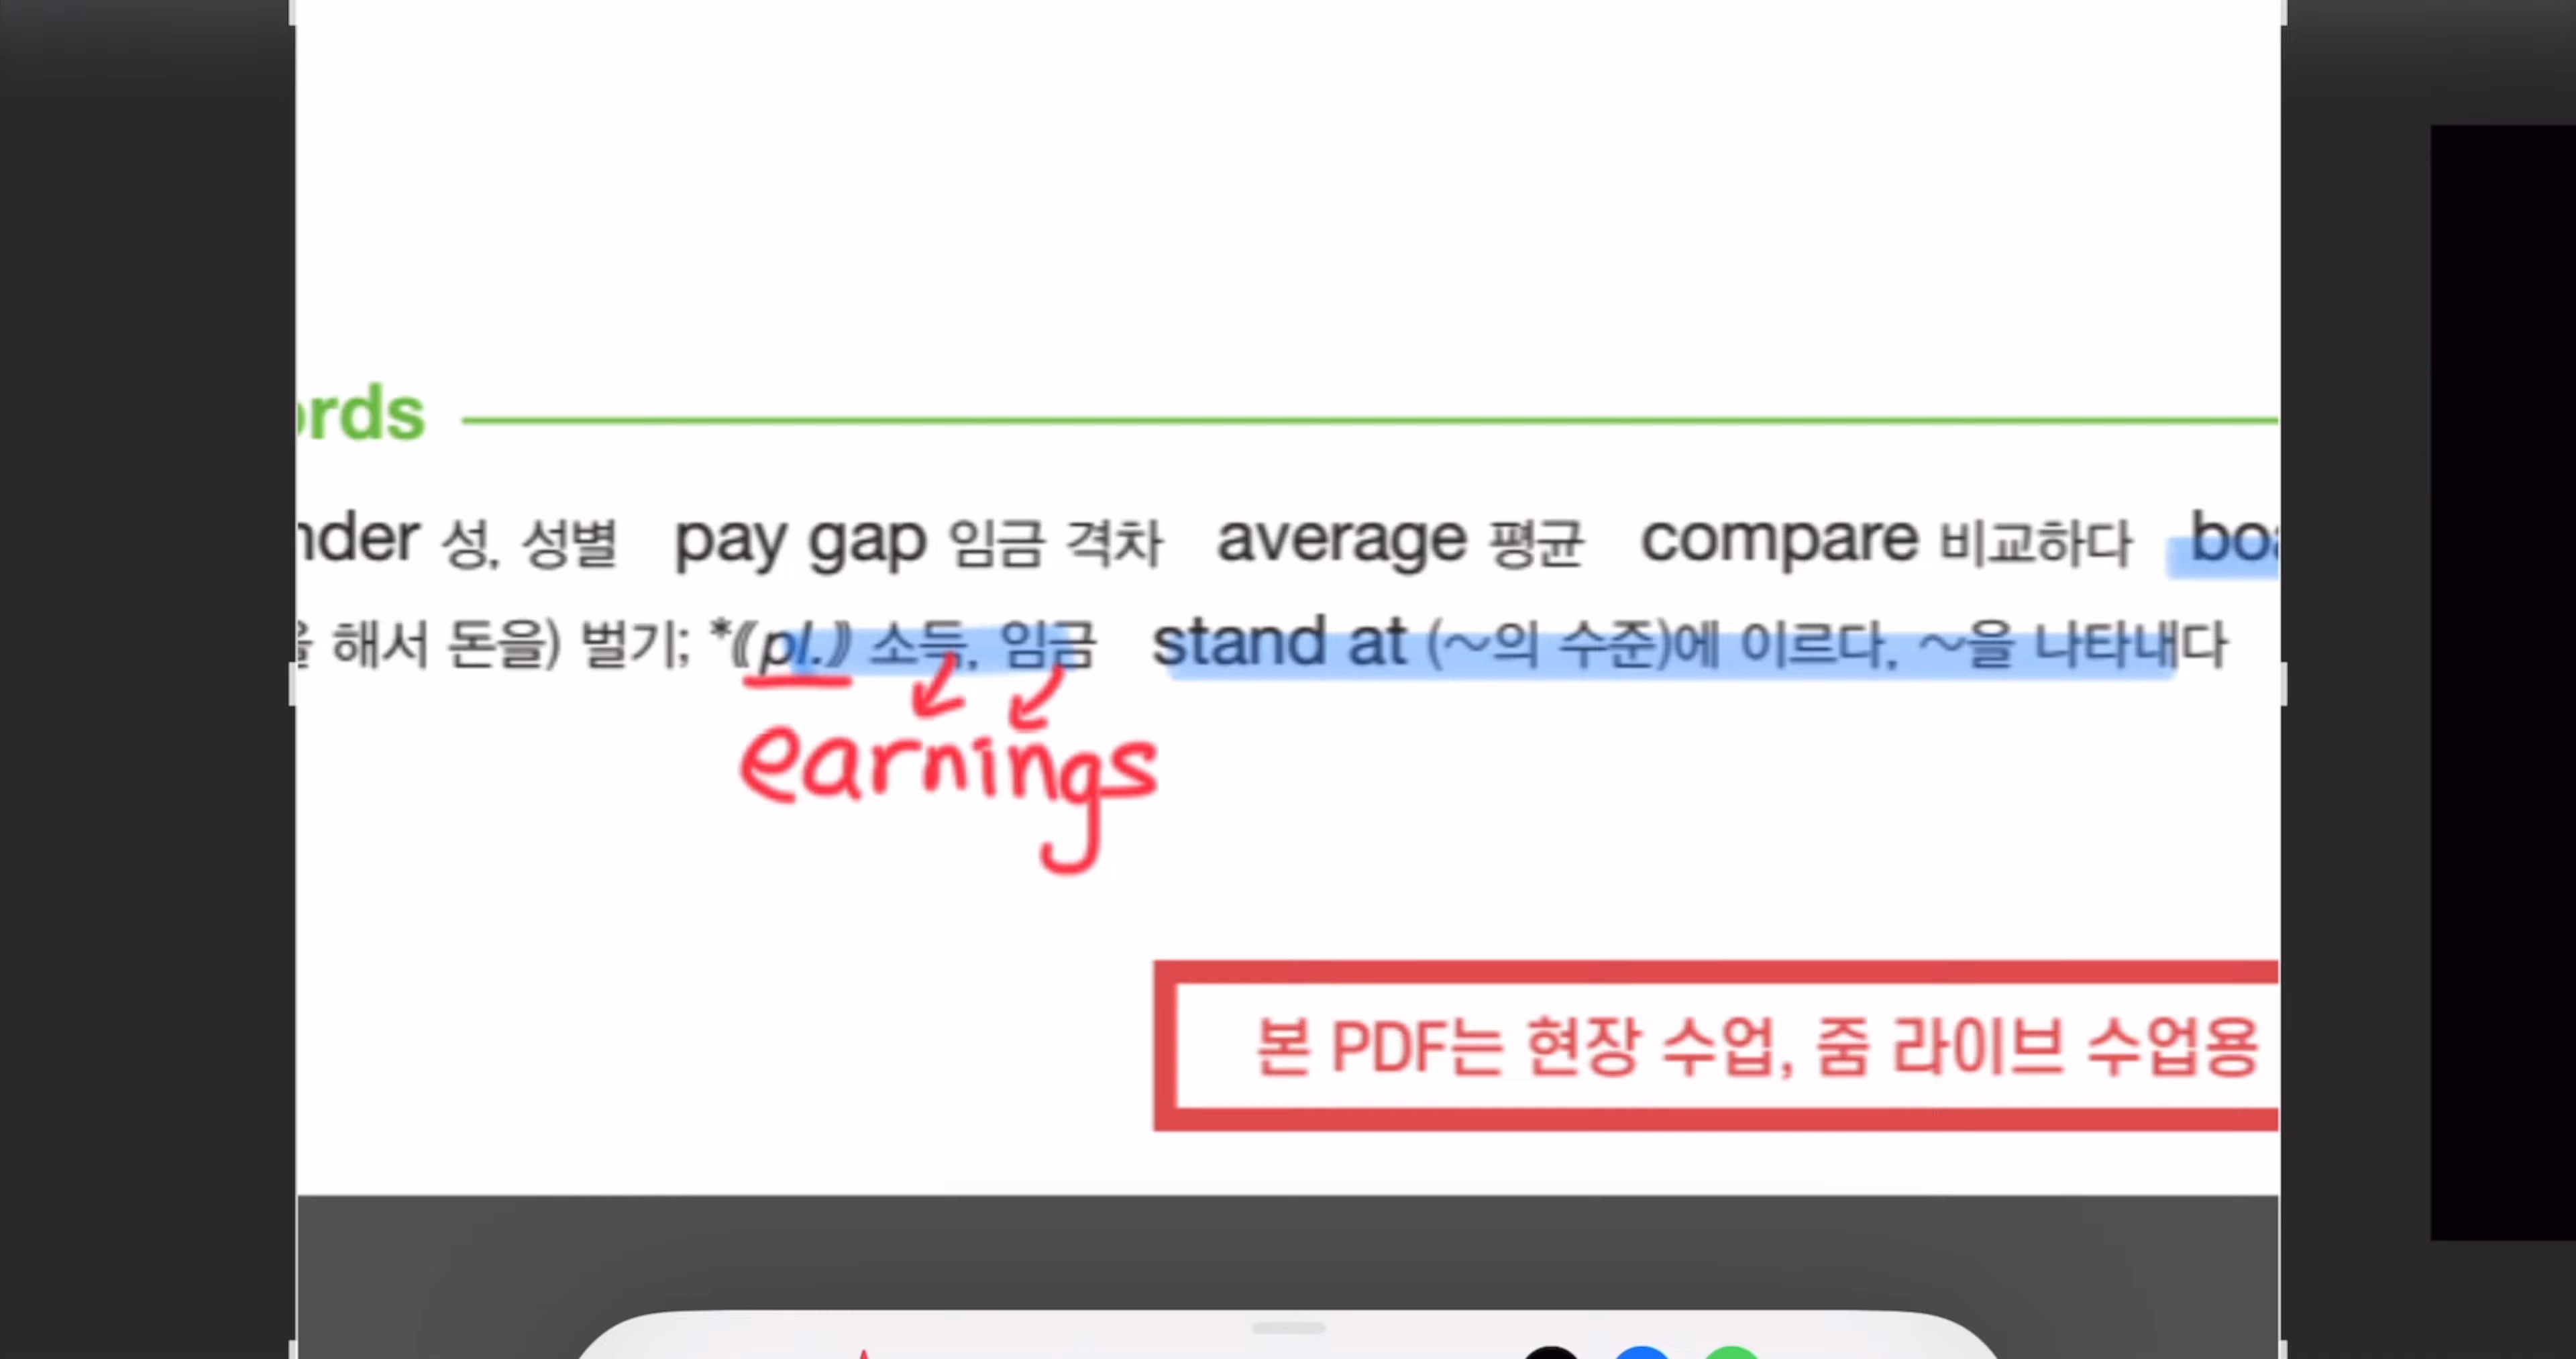 ords
nder 성, 성별 pay gap 임금 격차 average 평균 compare 비교하다 boa
을 해서 돈을) 벌기; *((pl.)) 소득, 임금 stand at (~의 수준)에 이르다, ~을 나타내다
earnings
본 PDF는 현장 수업, 줌 라이브 수업용